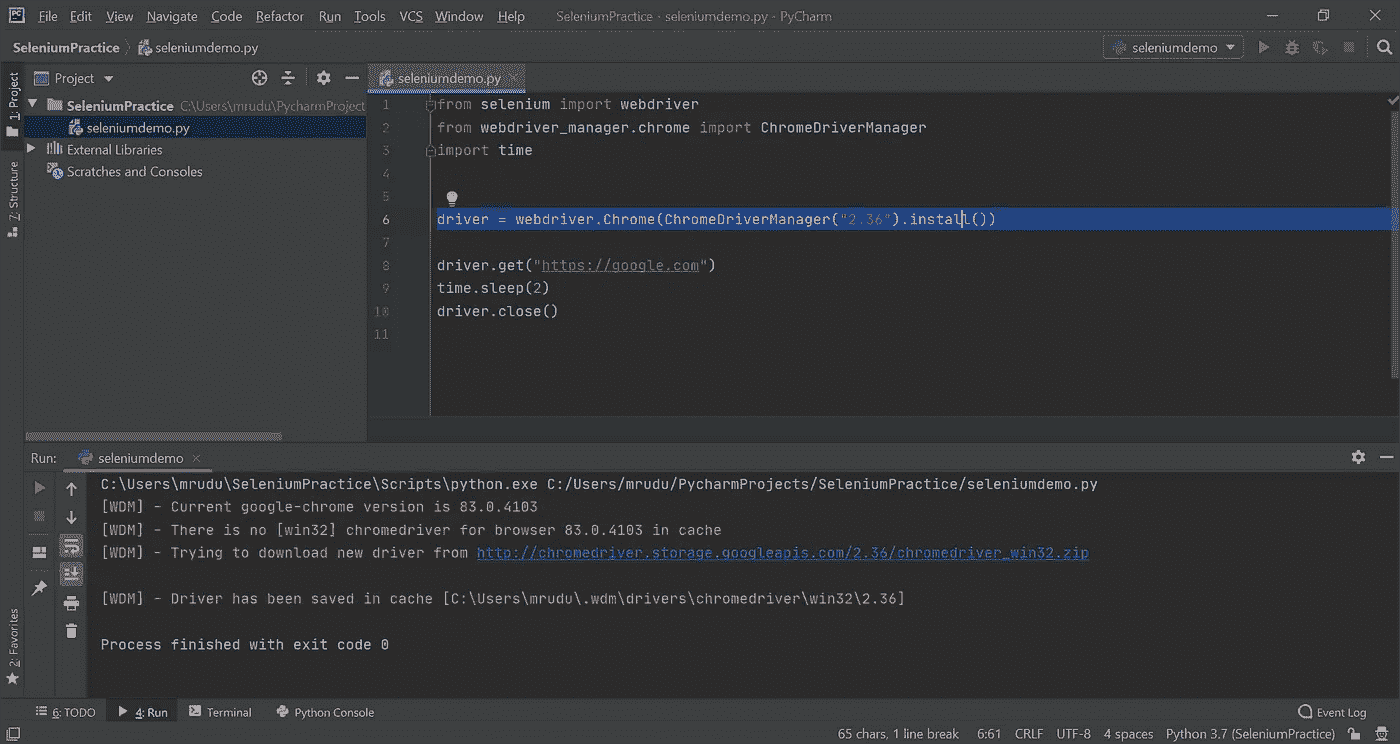 File Edit View Navigate Code Refactor Run Tools VCS Window Help SeleniumPractice - seleniumdemo.py - PyCharm
SeleniumPractice seleniumdemo.py seleniumdemo
1: Project
Project
seleniumdemo.py
SeleniumPractice C:\Users\mrudu\PycharmProject
seleniumdemo.py
External Libraries
Scratches and Consoles
7: Structure
1 from selenium import webdriver
2 from webdriver_manager.chrome import ChromeDriverManager
3 import time
4
5
6 driver = webdriver.Chrome(ChromeDriverManager("2.36").install())
7
8 driver.get("https://google.com")
9 time.sleep(2)
10 driver.close()
11
Run: seleniumdemo
C:\Users\mrudu\SeleniumPractice\Scripts\python.exe C:/Users/mrudu/PycharmProjects/SeleniumPractice/seleniumdemo.py
[WDM] - Current google-chrome version is 83.0.4103
[WDM] - There is no [win32] chromedriver for browser 83.0.4103 in cache
[WDM] - Trying to download new driver from http://chromedriver.storage.googleapis.com/2.36/chromedriver_win32.zip
[WDM] - Driver has been saved in cache [C:\Users\mrudu\.wdm\drivers\chromedriver\win32\2.36]
Process finished with exit code 0
2: Favorites
6: TODO 4: Run Terminal Python Console Event Log
65 chars, 1 line break 6:61 CRLF UTF-8 4 spaces Python 3.7 (SeleniumPractice)